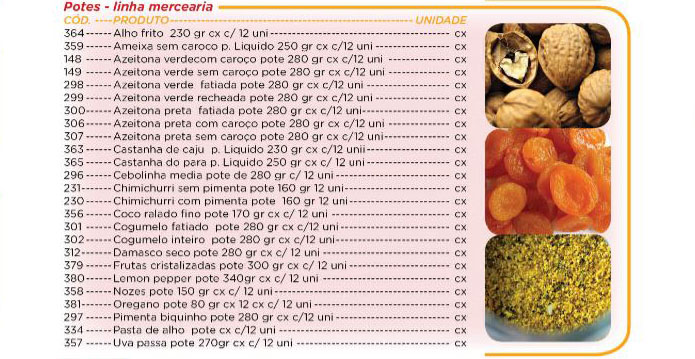 Potes - linha mercearia
CÓD. ----PRODUTO------------------------------UNIDADE
364 ------Alho frito 230 gr cx c/ 12 uni ------ cx
359 ------Ameixa sem caroco p. Liquido 250 gr cx c/12 uni ------ cx
148 ------Azeitona verdecom caroço pote 280 gr cx c/12 uni ------ cx
149 ------Azeitona verde sem caroço pote 280 gr cx c/12 uni------ cx
298 ------Azeitona verde fatiada pote 280 gr cx c/12 uni ------ cx
299 ------Azeitona verde recheada pote 280 gr cx c/12 uni------ cx
300------Azeitona preta fatiada pote 280 gr cx c/12 uni------ cx
306 ------Azeitona preta com caroço pote 280 gr cx c/12 uni ------ cx
307 ------Azeitona preta sem caroço pote 280 gr cx c/12 uni------ cx
363 ------Castanha de caju p. Liquido 230 gr cx c/12 unii------ cx
365 ------Castanha do para p. Liquido 250 gr cx c/12 uni------ cx
296 ------Cebolinha media pote de 280 gr c/ 12 uni ------ cx
231------Chimichurri sem pimenta pote 160 gr 12 uni------ cx
230 ------Chimichurri com pimenta pote 160 gr 12 uni------ cx
356 ------Coco ralado fino pote 170 gr cx c/ 12 uni------ cx
301 ------Cogumelo fatiado pote 280 gr cx c/12 uni------ cx
302 ------Cogumelo inteiro pote 280 gr cx c/12 uni------ cx
312------Damasco seco pote 280 gr cx c/ 12 uni------ cx
379 ------Frutas cristalizadas pote 300 gr cx c/ 12 uni ------ cx
380 ------Lemon pepper pote 340gr cx c/ 12 uni------ cx
358 ------Nozes pote 150 gr cx c/ 12 uni------ cx
381------Oregano pote 80 gr cx 12 cx c/ 12 uni------ cx
297 ------Pimenta biquinho pote 280 gr cx c/12 uni------ cx
334 ------Pasta de alho pote cx c/12 uni ------ cx
357 ------Uva passa pote 270gr cx c/ 12 uni ------ cx